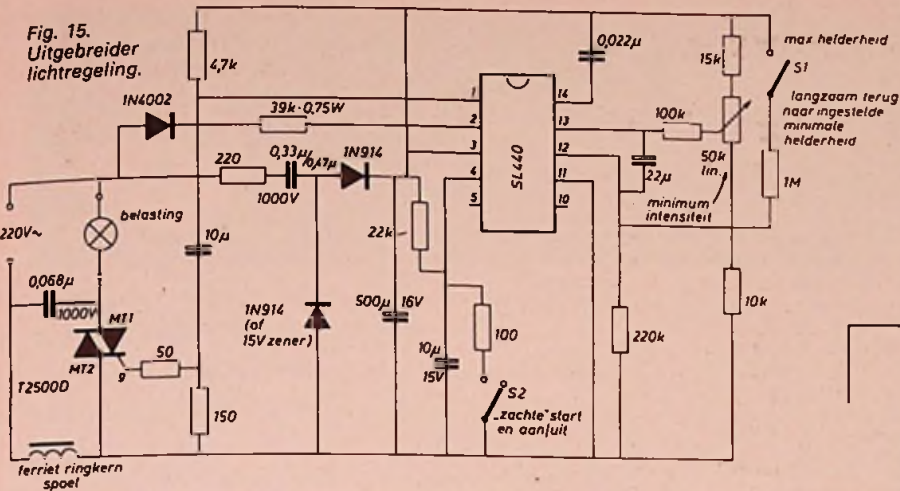 Fig. 15.
Uitgebreider
lichtregeling.
4,7k
0,022µ
15k
max helderheid
S1
langzaam terug
naar ingestelde
minimale
helderheid
1N4002
39k-0,75W
1
2
3
4
5
SL440
14
13
12
11
10
100k
50k
lin.
22µ
minimum
intensiteit
1M
220
0,33µ/0,47µ
1000V
1N914
220V~
belasting
10µ
22k
0,068µ
1000V
MT1
MT2
T2500D
g
50
150
1N914
(of
15V zener)
500µ
16V
10µ
15V
100
S2
„zachte" start
en aan/uit
220k
10k
ferriet ringkern
spoel